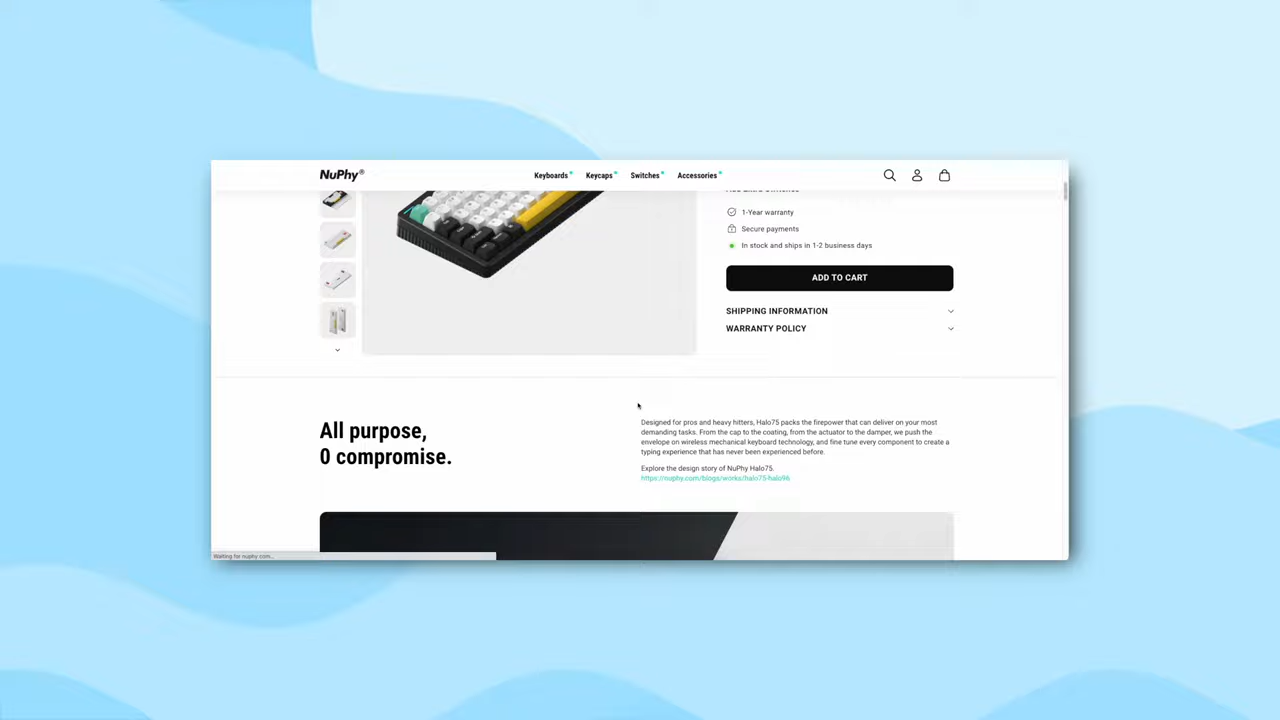 NuPhy®
Keyboards
Keycaps
Switches
Accessories
1-Year warranty
Secure payments
In stock and ships in 1-2 business days
ADD TO CART
SHIPPING INFORMATION
WARRANTY POLICY
All purpose,
0 compromise.
Designed for pros and heavy hitters, Halo75 packs the firepower that can deliver on your most
demanding tasks. From the cap to the coating, from the actuator to the damper, we push the
envelope on wireless mechanical keyboard technology, and fine tune every component to create a
typing experience that has never been experienced before.
Explore the design story of NuPhy Halo75.
https://nuphy.com/blogs/works/halo75-halo96
Waiting for nuphy.com...